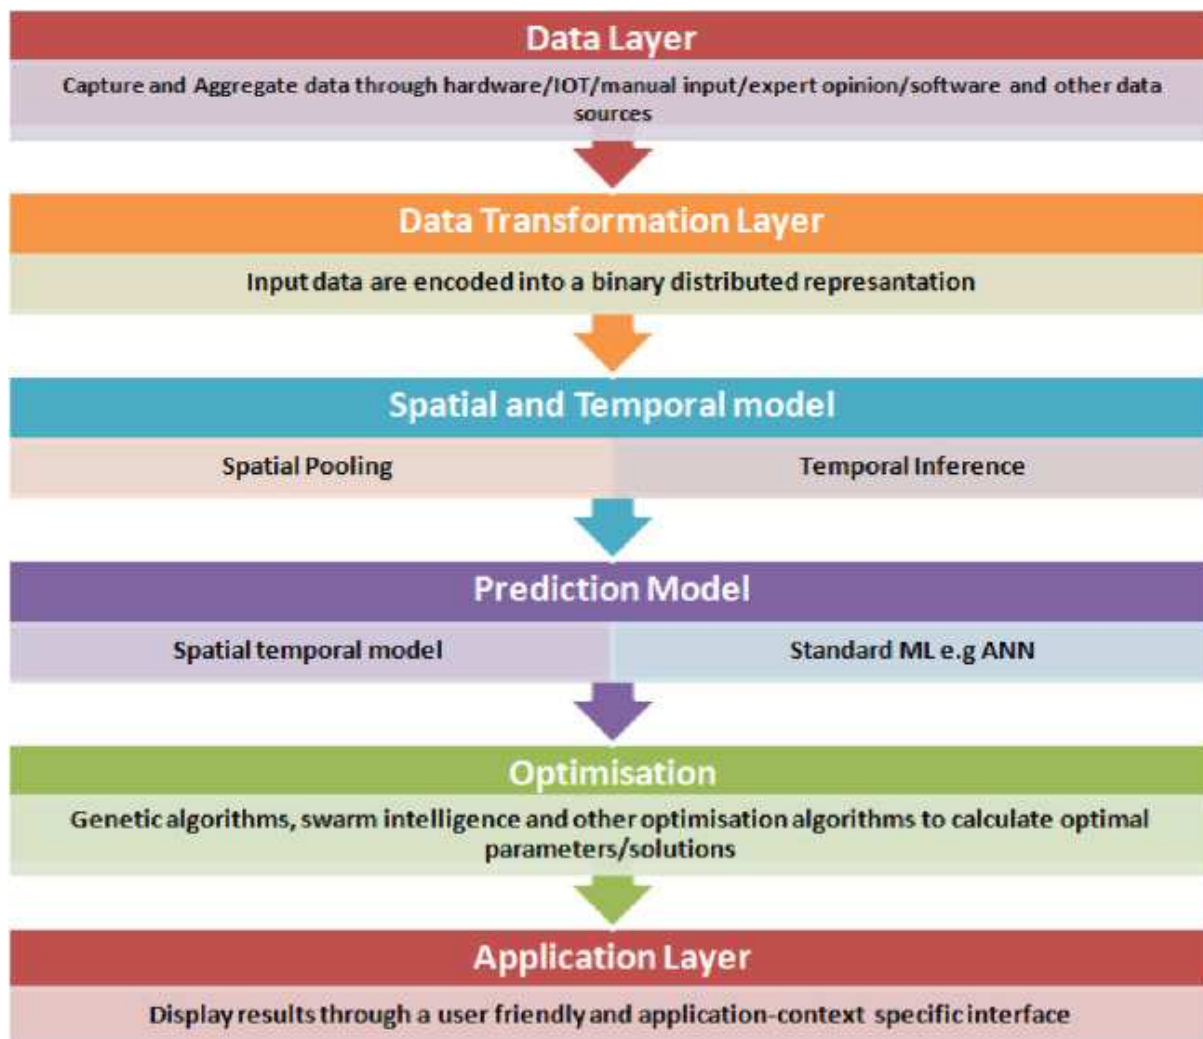 Data Layer
Capture and Aggregate data through hardware/IOT/manual input/expert opinion/software and other data
sources
Data Transformation Layer
Input data are encoded into a binary distributed represantation
Spatial and Temporal model
Spatial Pooling
Temporal Inference
Prediction Model
Spatial temporal model
Standard ML e.g ANN
Optimisation
Genetic algorithms, swarm intelligence and other optimisation algorithms to calculate optimal
parameters/solutions
Application Layer
Display results through a user friendly and application-context specific interface